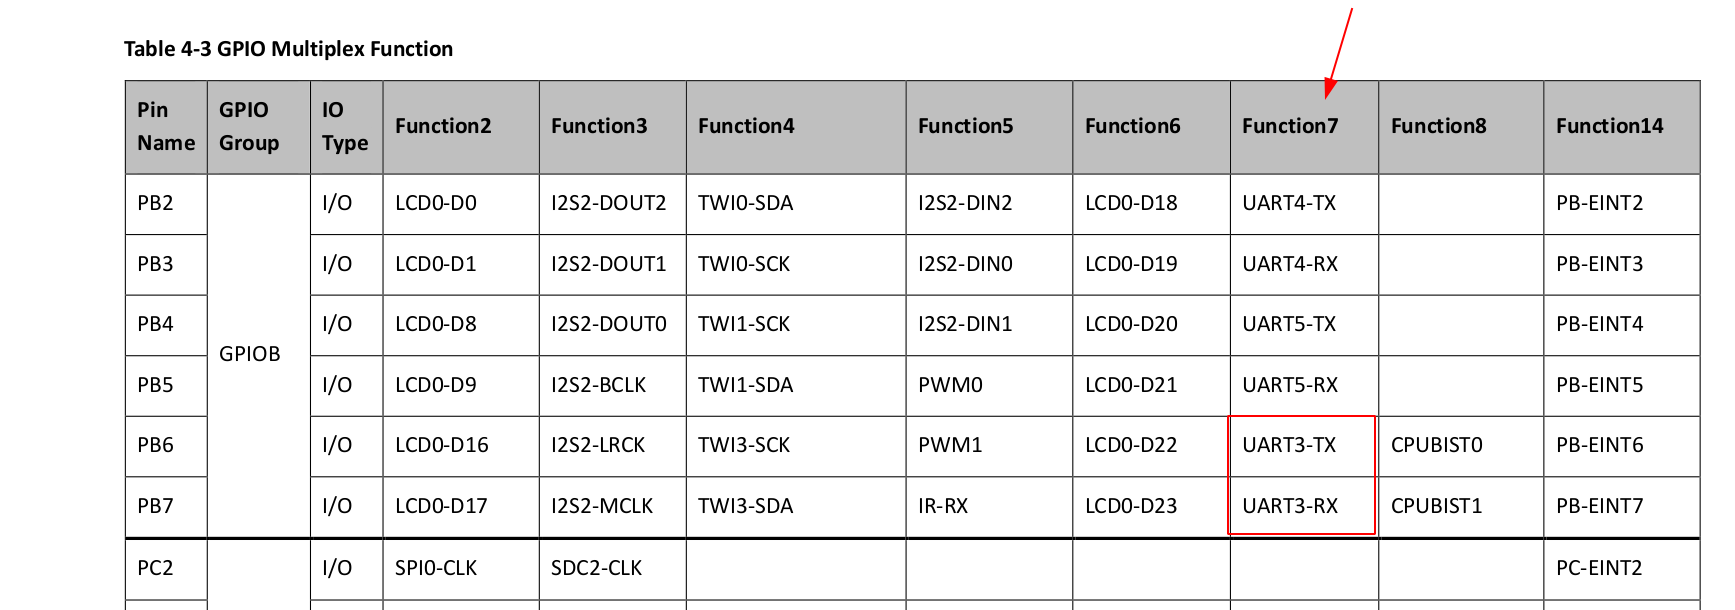 Table 4-3 GPIO Multiplex Function
Pin Name GPIO Group IO Type Function2 Function3 Function4 Function5 Function6 Function7 Function8 Function14
PB2 I/O LCD0-D0 I2S2-DOUT2 TWI0-SDA I2S2-DIN2 LCD0-D18 UART4-TX PB-EINT2
PB3 I/O LCD0-D1 I2S2-DOUT1 TWI0-SCK I2S2-DIN0 LCD0-D19 UART4-RX PB-EINT3
PB4 I/O LCD0-D8 I2S2-DOUT0 TWI1-SCK I2S2-DIN1 LCD0-D20 UART5-TX PB-EINT4
GPIOB
PB5 I/O LCD0-D9 I2S2-BCLK TWI1-SDA PWM0 LCD0-D21 UART5-RX PB-EINT5
PB6 I/O LCD0-D16 I2S2-LRCK TWI3-SCK PWM1 LCD0-D22 UART3-TX CPUBIST0 PB-EINT6
PB7 I/O LCD0-D17 I2S2-MCLK TWI3-SDA IR-RX LCD0-D23 UART3-RX CPUBIST1 PB-EINT7
PC2 I/O SPI0-CLK SDC2-CLK PC-EINT2